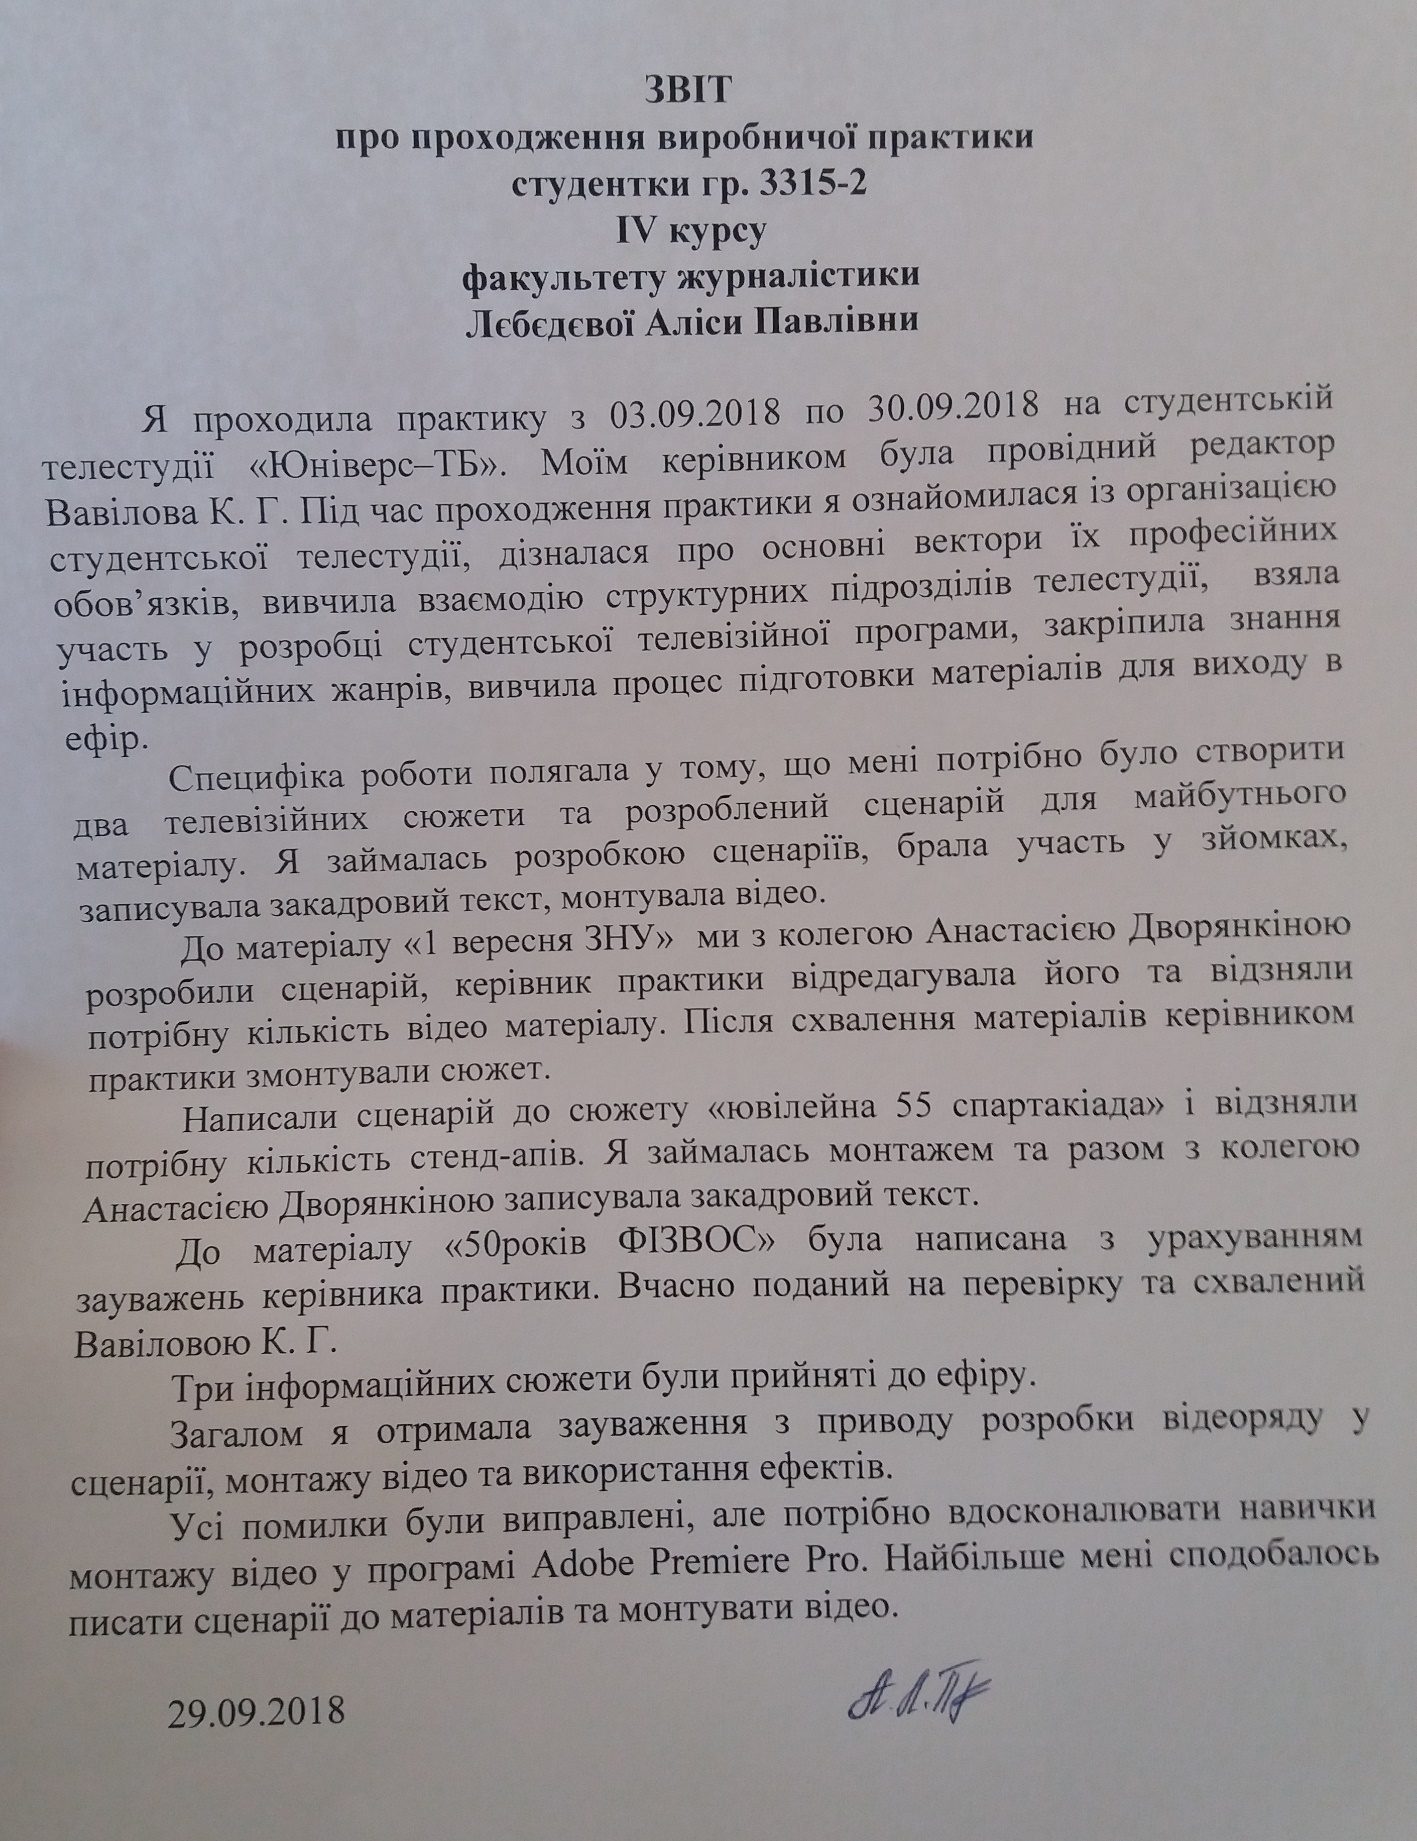 ЗВІТ
про проходження виробничої практики
студентки гр. 3315-2
IV курсу
факультету журналістики
Лєбєдєвої Аліси Павлівни
Я проходила практику з 03.09.2018 по 30.09.2018 на студентській
телестудії «Юніверс–ТБ». Моїм керівником була провідний редактор
Вавілова К. Г. Під час проходження практики я ознайомилася із організацією
студентської телестудії, дізналася про основні вектори їх професійних
обов’язків, вивчила взаємодію структурних підрозділів телестудії, взяла
участь у розробці студентської телевізійної програми, закріпила знання
інформаційних жанрів, вивчила процес підготовки матеріалів для виходу в
ефір.
Специфіка роботи полягала у тому, що мені потрібно було створити
два телевізійних сюжети та розроблений сценарій для майбутнього
матеріалу. Я займалась розробкою сценаріїв, брала участь у зйомках,
записувала закадровий текст, монтувала відео.
До матеріалу «1 вересня ЗНУ» ми з колегою Анастасією Дворянкіною
розробили сценарій, керівник практики відредагувала його та відзняли
потрібну кількість відео матеріалу. Після схвалення матеріалів керівником
практики змонтували сюжет.
Написали сценарій до сюжету «ювілейна 55 спартакіада» і відзняли
потрібну кількість стенд-апів. Я займалась монтажем та разом з колегою
Анастасією Дворянкіною записувала закадровий текст.
До матеріалу «50років ФІЗВОС» була написана з урахуванням
зауважень керівника практики. Вчасно поданий на перевірку та схвалений
Вавіловою К. Г.
Три інформаційних сюжети були прийняті до ефіру.
Загалом я отримала зауваження з приводу розробки відеоряду у
сценарії, монтажу відео та використання ефектів.
Усі помилки були виправлені, але потрібно вдосконалювати навички
монтажу відео у програмі Adobe Premiere Pro. Найбільше мені сподобалось
писати сценарії до матеріалів та монтувати відео.
29.09.2018